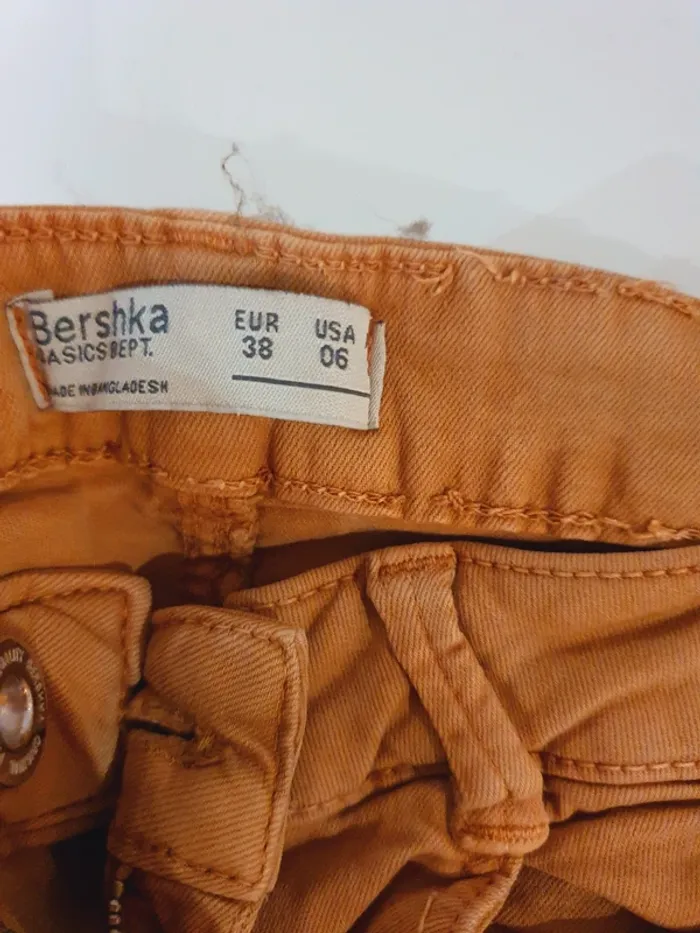 Bershka
BASICS DEPT.
MADE IN BANGLADESH
EUR
38
USA
06